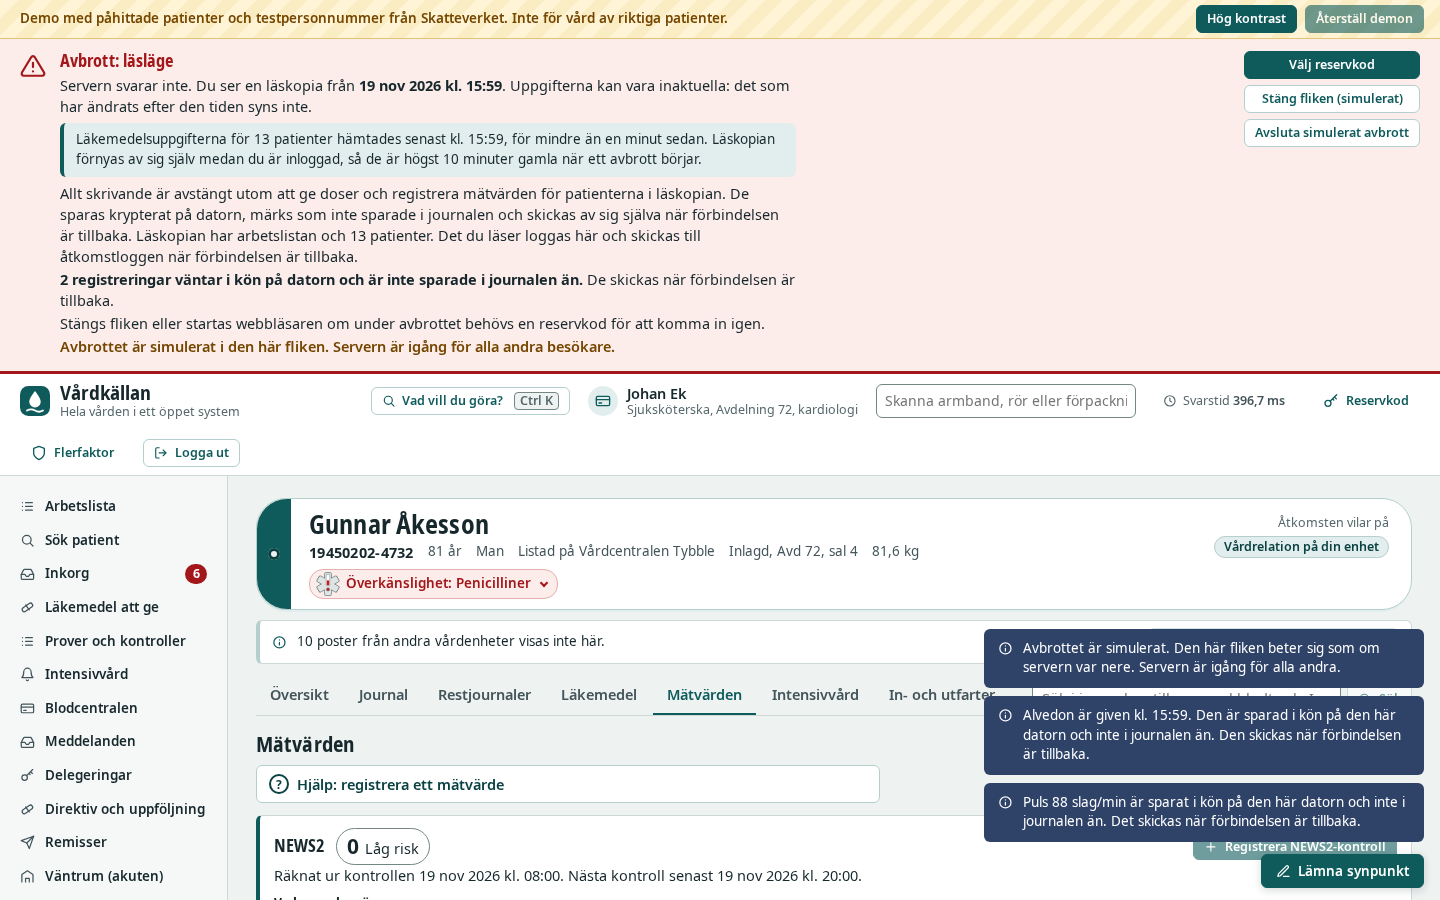 Demo med påhittade patienter och testpersonnummer från Skatteverket. Inte för vård av riktiga patienter.
Hög kontrast
Återställ demon
Avbrott: läsläge
Servern svarar inte. Du ser en läskopia från 19 nov 2026 kl. 15:59. Uppgifterna kan vara inaktuella: det som
har ändrats efter den tiden syns inte.
Läkemedelsuppgifterna för 13 patienter hämtades senast kl. 15:59, för mindre än en minut sedan. Läskopian
förnyas av sig själv medan du är inloggad, så de är högst 10 minuter gamla när ett avbrott börjar.
Allt skrivande är avstängt utom att ge doser och registrera mätvärden för patienterna i läskopian. De
sparas krypterat på datorn, märks som inte sparade i journalen och skickas av sig själva när förbindelsen
är tillbaka. Läskopian har arbetslistan och 13 patienter. Det du läser loggas här och skickas till
åtkomstloggen när förbindelsen är tillbaka.
2 registreringar väntar i kön på datorn och är inte sparade i journalen än. De skickas när förbindelsen är
tillbaka.
Stängs fliken eller startas webbläsaren om under avbrottet behövs en reservkod för att komma in igen.
Avbrottet är simulerat i den här fliken. Servern är igång för alla andra besökare.
Välj reservkod
Stäng fliken (simulerat)
Avsluta simulerat avbrott
Vårdkällan
Hela vården i ett öppet system
Vad vill du göra? Ctrl K
Johan Ek
Sjuksköterska, Avdelning 72, kardiologi
Skanna armband, rör eller förpackni
Svarstid 396,7 ms
Reservkod
Flerfaktor
Logga ut
Arbetslista
Sök patient
Inkorg 6
Läkemedel att ge
Prover och kontroller
Intensivvård
Blodcentralen
Meddelanden
Delegeringar
Direktiv och uppföljning
Remisser
Väntrum (akuten)
Gunnar Åkesson
19450202-4732 81 år Man Listad på Vårdcentralen Tybble Inlagd, Avd 72, sal 4 81,6 kg
Överkänslighet: Penicilliner
Åtkomsten vilar på
Vårdrelation på din enhet
10 poster från andra vårdenheter visas inte här.
Översikt Journal Restjournaler Läkemedel Mätvärden Intensivvård In- och utfarter
Mätvärden
Hjälp: registrera ett mätvärde
NEWS2 0 Låg risk
Räknat ur kontrollen 19 nov 2026 kl. 08:00. Nästa kontroll senast 19 nov 2026 kl. 20:00.
Avbrottet är simulerat. Den här fliken beter sig som om
servern var nere. Servern är igång för alla andra.
Alvedon är given kl. 15:59. Den är sparad i kön på den här
datorn och inte i journalen än. Den skickas när förbindelsen
är tillbaka.
Puls 88 slag/min är sparat i kön på den här datorn och inte i
journalen än. Det skickas när förbindelsen är tillbaka.
Registrera NEWS2-kontroll
Lämna synpunkt